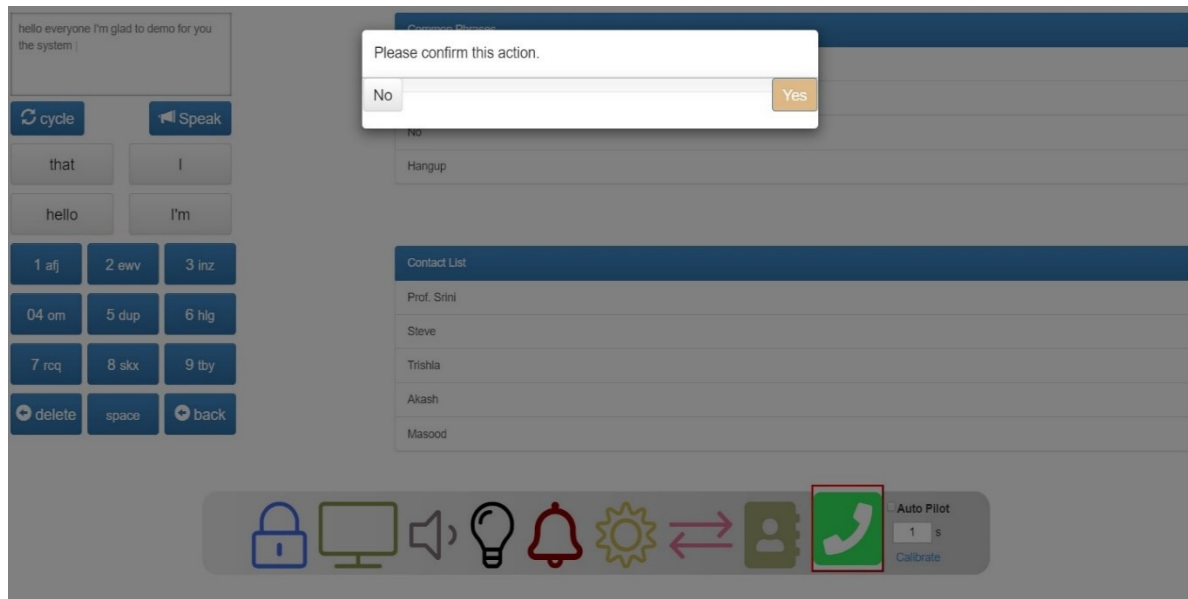 hello everyone I'm glad to demo for you
the system
cycle
Speak
that
I
hello
I'm
1 afj
2 ewv
3 inz
04 om
5 dup
6 hlg
7 rcq
8 skx
9 tby
delete
space
back
Common Phrases
Please confirm this action.
No
Yes
No
Hangup
Contact List
Prof. Srini
Steve
Trishla
Akash
Masood
Auto Pilot
1 s
Calibrate